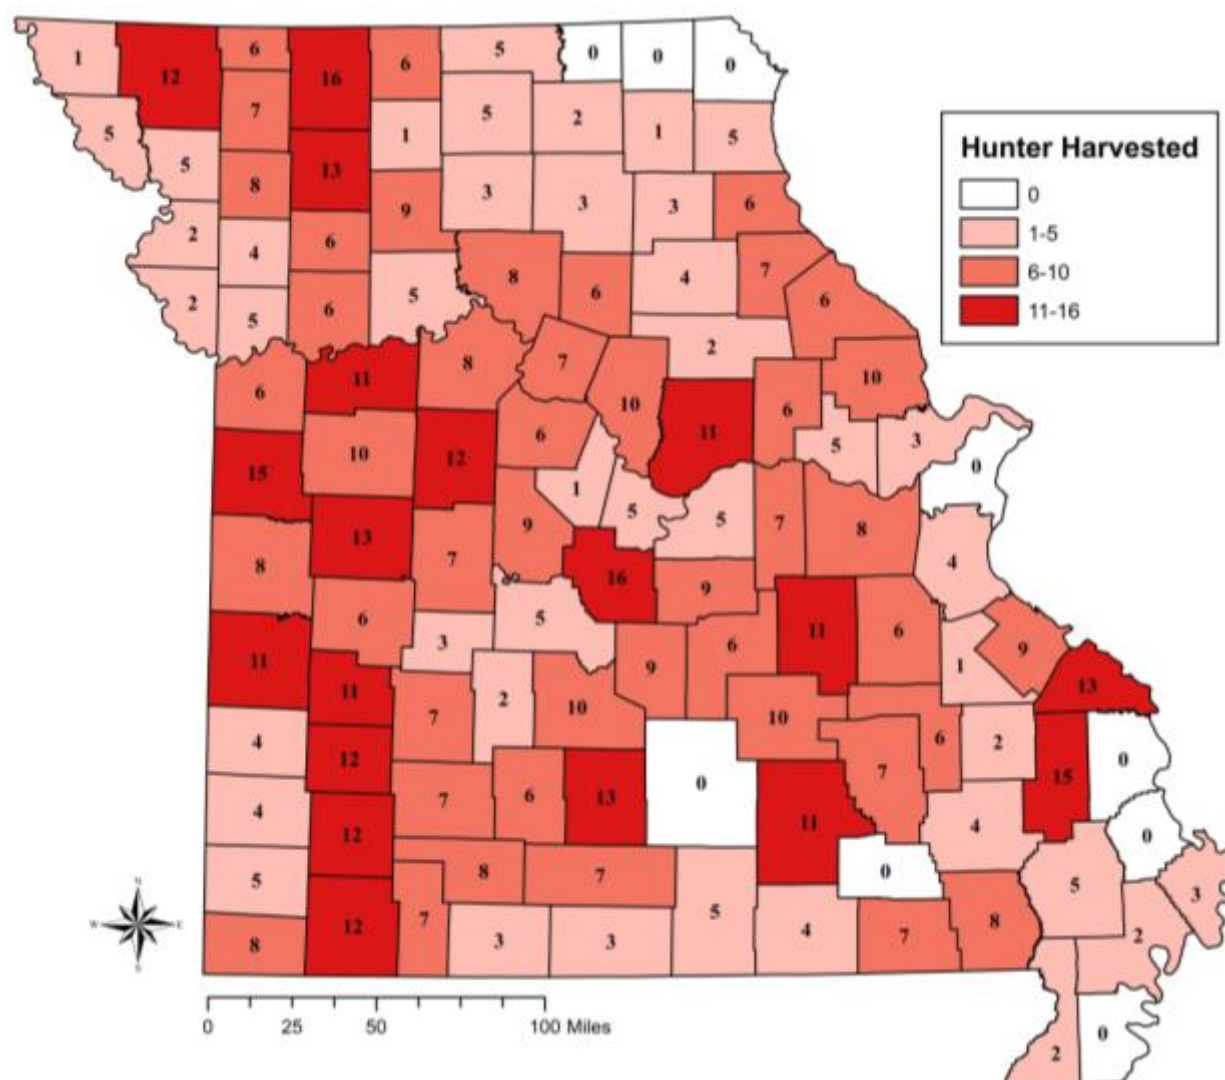 Hunter Harvested
0
1-5
6-10
11-16
1 12 6 16 6 5 0 0 0
5 5 7 13 1 5 2 1 5
8 9 3 3 3 6
2 4 6 8 6 4 7 6
2 5 6 5
6 11 8 7 10 2 10
15 10 12 6 11 6 5 3 0
1 5 5 7 8
8 13 7 9 16 9 4
11 6 3 5 9 6 11 6 1 9
11 7 2 10 10 13
4 12 6 2 15 0
4 12 7 6 13 0 11 7 4 0
5 8 7 0 5 3
8 12 7 3 3 5 4 7 8 2
2 0
N
W E
S
0 25 50 100 Miles